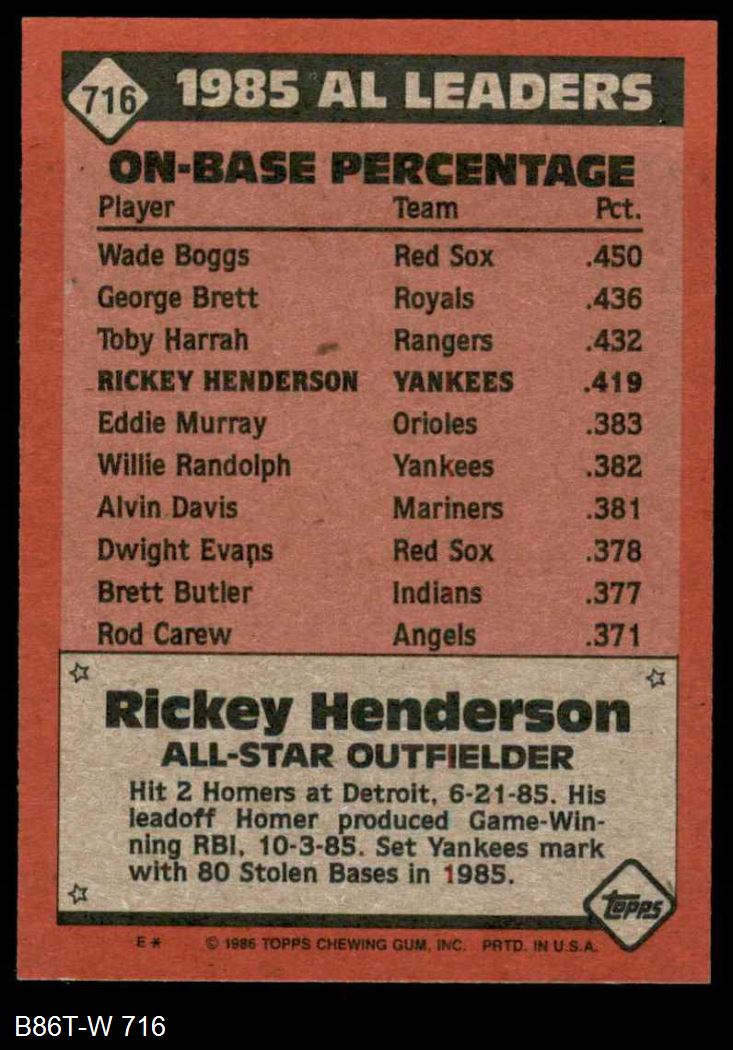 716
1985 AL LEADERS
ON-BASE PERCENTAGE
Player Team Pct.
Wade Boggs Red Sox .450
George Brett Royals .436
Toby Harrah Rangers .432
RICKEY HENDERSON YANKEES .419
Eddie Murray Orioles .383
Willie Randolph Yankees .382
Alvin Davis Mariners .381
Dwight Evans Red Sox .378
Brett Butler Indians .377
Rod Carew Angels .371
Rickey Henderson
ALL-STAR OUTFIELDER
Hit 2 Homers at Detroit, 6-21-85. His
leadoff Homer produced Game-Win-
ning RBI, 10-3-85. Set Yankees mark
with 80 Stolen Bases in 1985.
topps
E* © 1986 TOPPS CHEWING GUM, INC. PRTD. IN U.S.A.
B86T-W 716